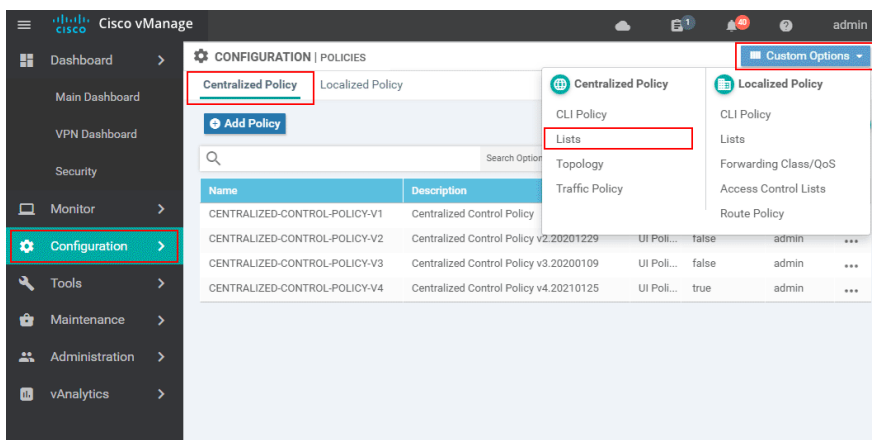 cisco Cisco vManage
1 40 admin
Dashboard
Main Dashboard
VPN Dashboard
Security
Monitor
Configuration
Tools
Maintenance
Administration
vAnalytics
CONFIGURATION | POLICIES
Custom Options
Centralized Policy Localized Policy
Add Policy
Search Option
Name Description
CENTRALIZED-CONTROL-POLICY-V1 Centralized Control Policy
CENTRALIZED-CONTROL-POLICY-V2 Centralized Control Policy v2.20201229 UI Poli... false admin ...
CENTRALIZED-CONTROL-POLICY-V3 Centralized Control Policy v3.20200109 UI Poli... false admin ...
CENTRALIZED-CONTROL-POLICY-V4 Centralized Control Policy v4.20210125 UI Poli... true admin ...
Centralized Policy
CLI Policy
Lists
Topology
Traffic Policy
Localized Policy
CLI Policy
Lists
Forwarding Class/QoS
Access Control Lists
Route Policy